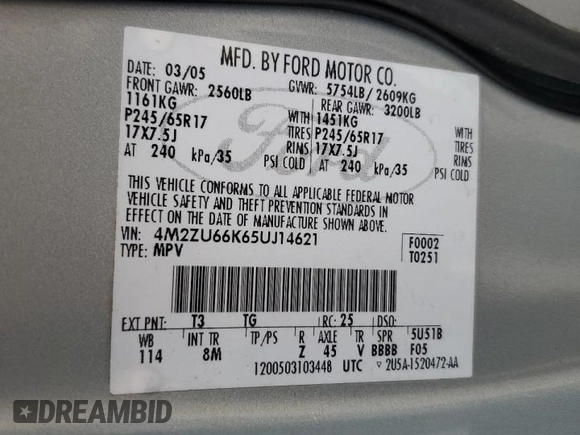 MFD. BY FORD MOTOR CO.
DATE: 03/05 GVWR: 5754LB/ 2609KG
FRONT GAWR: 2560LB REAR GAWR: 3200LB
1161KG WITH 1451KG WITH
P245/65R17 TIRES P245/65R17 TIRES
17X7.5J RIMS 17X7.5J RIMS
AT 240 kPa/35 PSI COLD AT 240 kPa/35 PSI COLD
Ford
THIS VEHICLE CONFORMS TO ALL APPLICABLE FEDERAL MOTOR
VEHICLE SAFETY AND THEFT PREVENTION STANDARDS IN
EFFECT ON THE DATE OF MANUFACTURE SHOWN ABOVE.
VIN: 4M2ZU66K65UJ14621 F0002
TYPE: MPV T0251
EXT PNT: T3 TG RC: 25 DSO:
WB INT TR TP/PS R AXLE TR SPR 5U51B
114 8M Z 45 V BBBB F05
1200503103448 UTC ▽ 2U5A-1520472-AA
DREAMBID